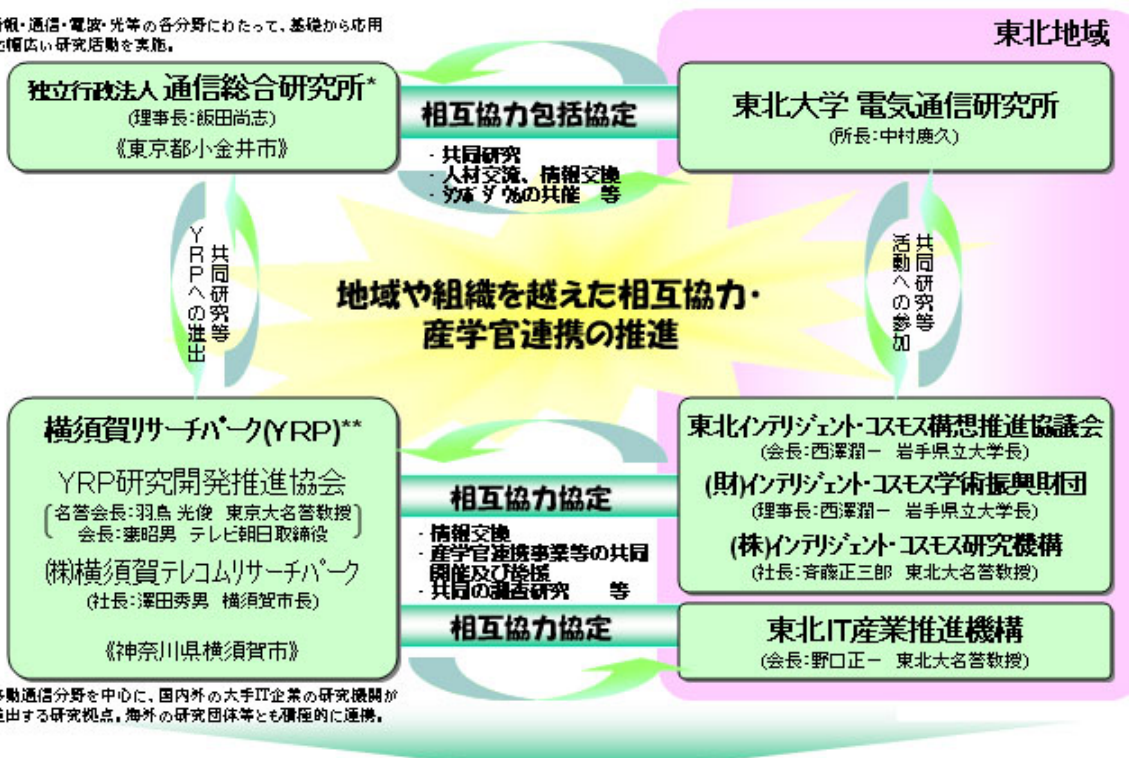 情報・通信・電波・光等の各分野にわたって、基礎から応用
幅広い研究活動を実施。
東北地域
独立行政法人 通信総合研究所*
(理事長:飯田尚志)
《東京都小金井市》
相互協力包括協定
・共同研究
・人材交流、情報交換
・ｼﾝﾎﾟｼﾞｳﾑの共催 等
東北大学 電気通信研究所
(所長:中村慶久)
共同研究等
YRPへの進出
地域や組織を越えた相互協力・
産学官連携の推進
共同研究等
活動への参加
横須賀リサーチパーク(YRP)**
YRP研究開発推進協会
名誉会長:羽鳥 光俊 東京大名誉教授
会長:甕昭男 テレビ朝日取締役
(株)横須賀テレコムリサーチパーク
(社長:澤田秀男 横須賀市長)
《神奈川県横須賀市》
相互協力協定
・情報交換
・産学官連携事業等の共同
開催及び後援
・共同の調査研究 等
相互協力協定
東北インテリジェント・コスモス構想推進協議会
(会長:西澤潤一 岩手県立大学長)
(財)インテリジェント・コスモス学術振興財団
(理事長:西澤潤一 岩手県立大学長)
(株)インテリジェント・コスモス研究機構
(社長:斉藤正三郎 東北大名誉教授)
東北IT産業推進機構
(会長:野口正一 東北大名誉教授)
移動通信分野を中心に、国内外の大手IT企業の研究機関が
進出する研究拠点。海外の研究団体等とも積極的に連携。